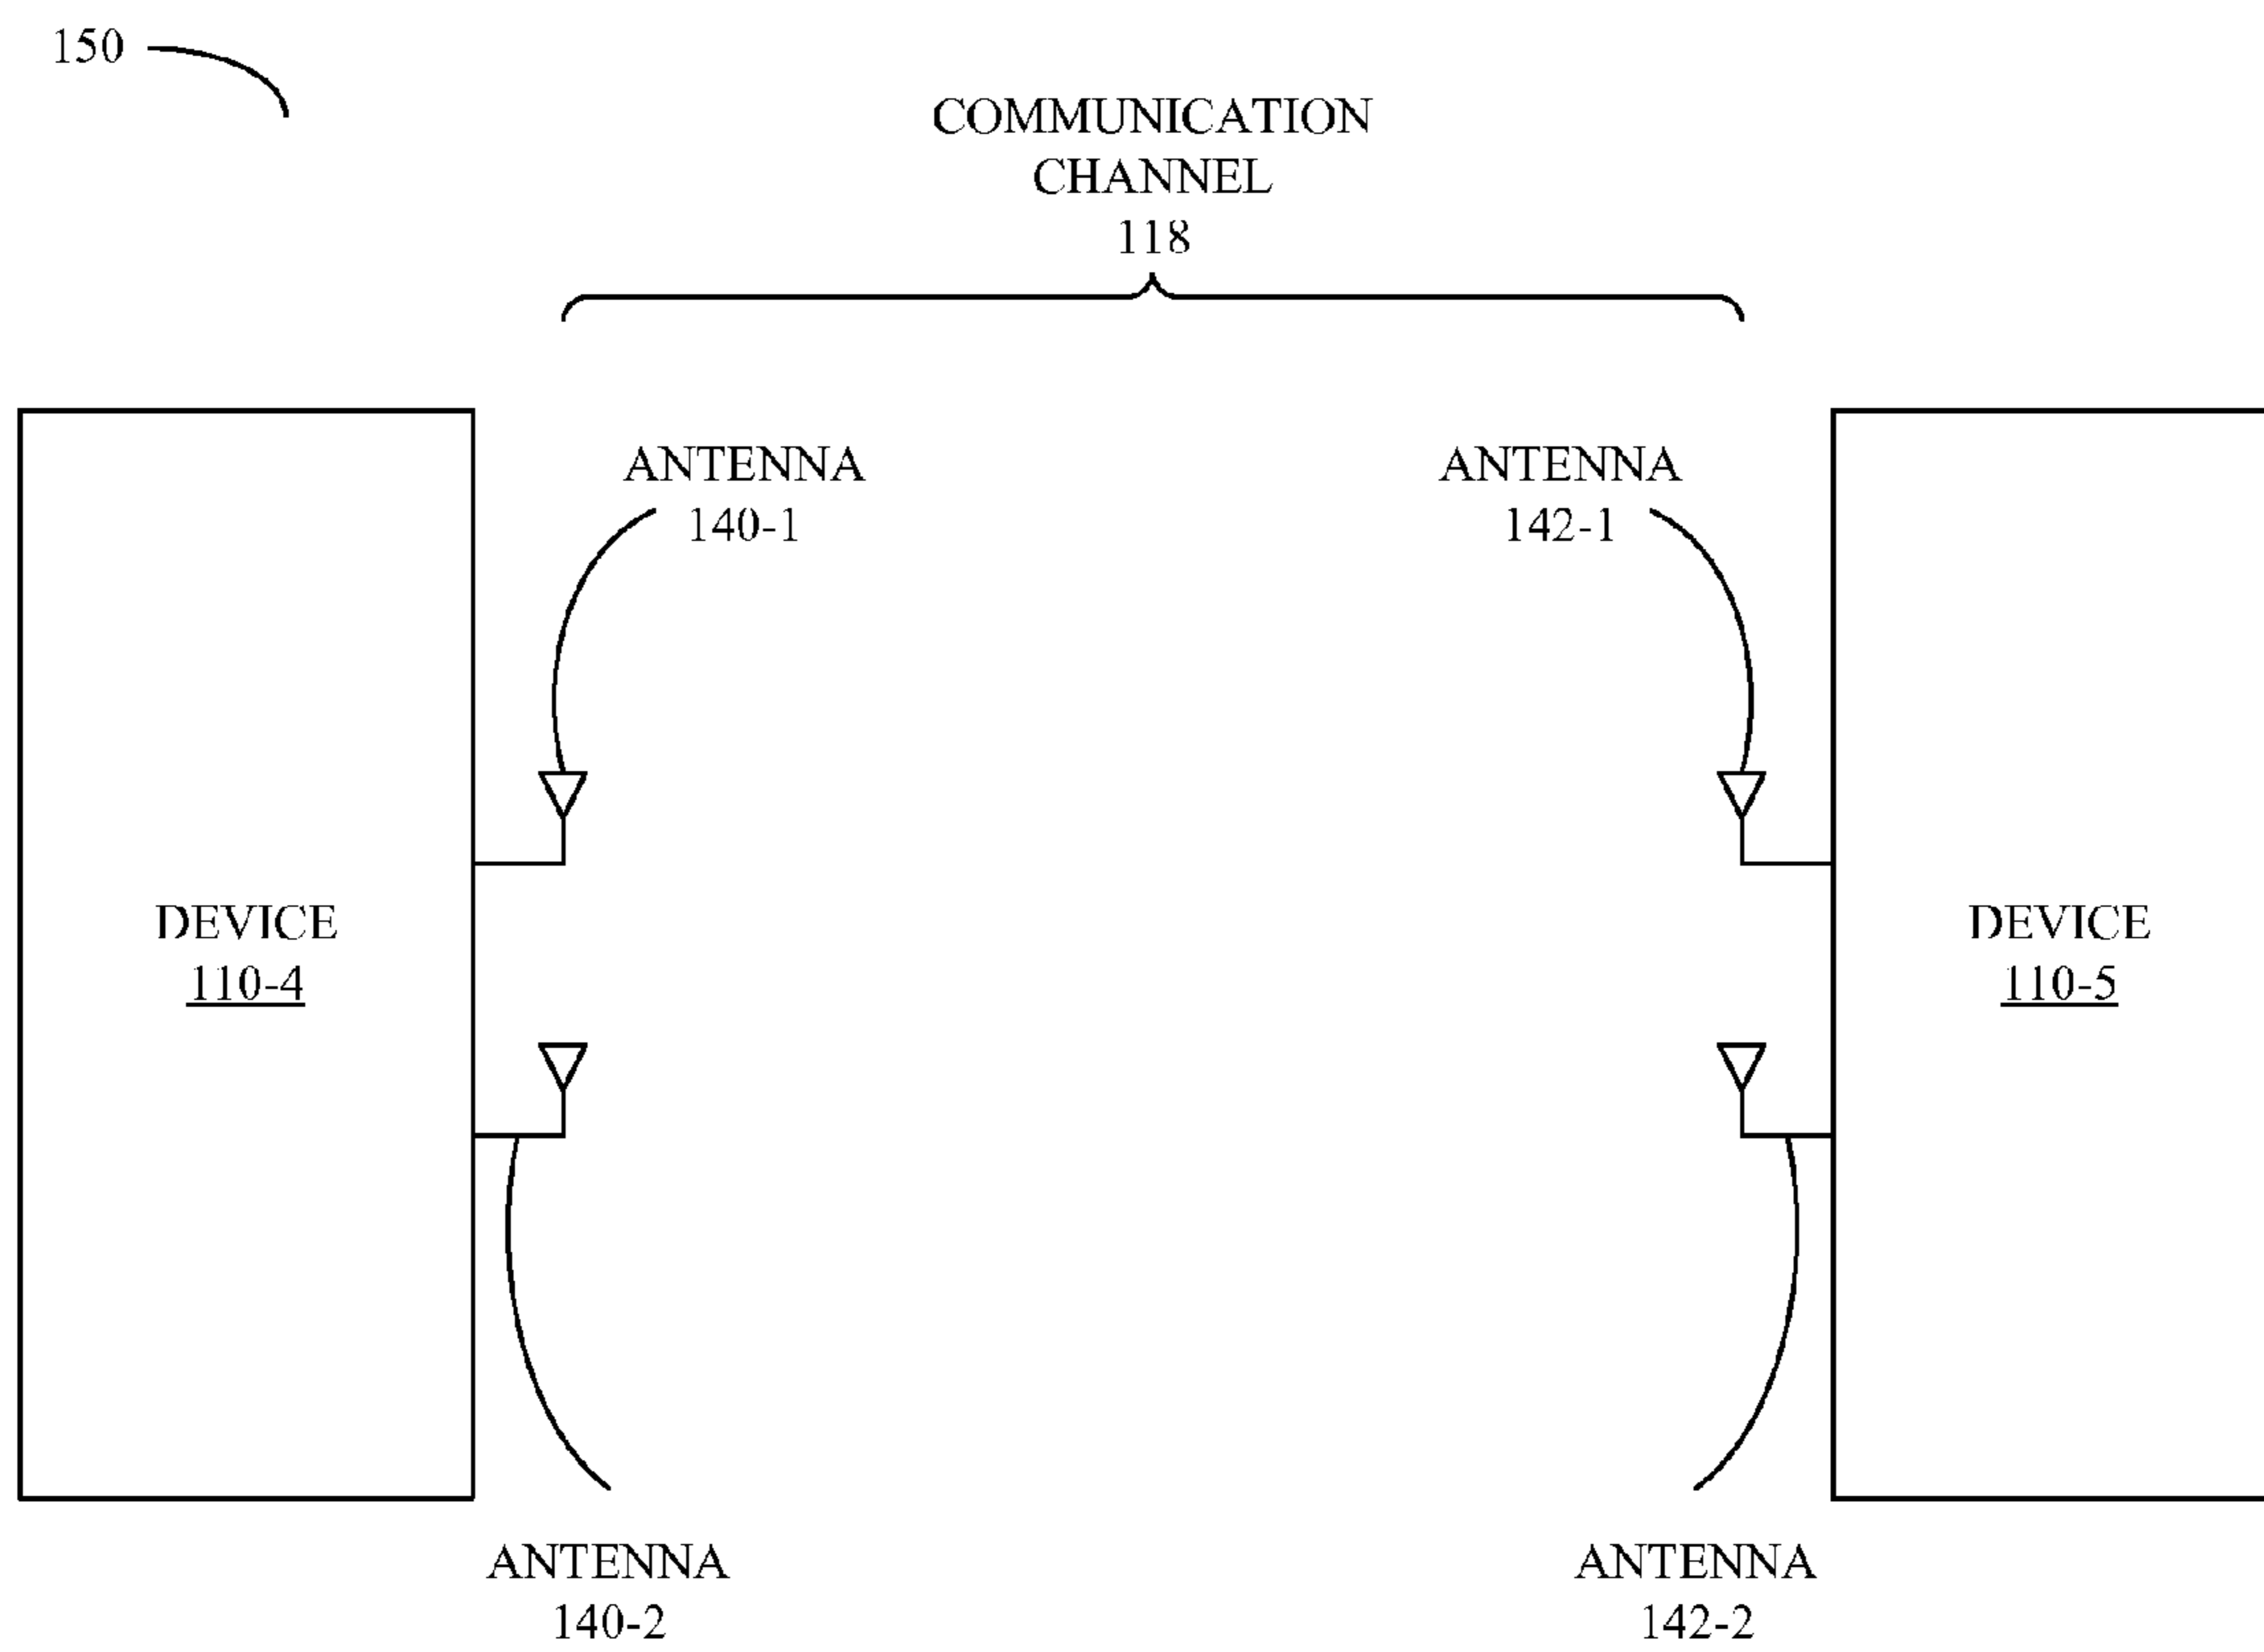 150
COMMUNICATION
CHANNEL
118
ANTENNA
140-1
ANTENNA
142-1
DEVICE
110-4
DEVICE
110-5
ANTENNA
140-2
ANTENNA
142-2